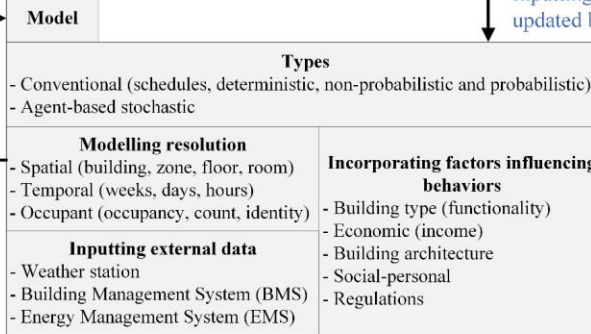 Model
updated b
Types
- Conventional (schedules, deterministic, non-probabilistic and probabilistic)
- Agent-based stochastic
Modelling resolution
- Spatial (building, zone, floor, room)
- Temporal (weeks, days, hours)
- Occupant (occupancy, count, identity)
Inputting external data
- Weather station
- Building Management System (BMS)
- Energy Management System (EMS)
Incorporating factors influencing
behaviors
- Building type (functionality)
- Economic (income)
- Building architecture
- Social-personal
- Regulations